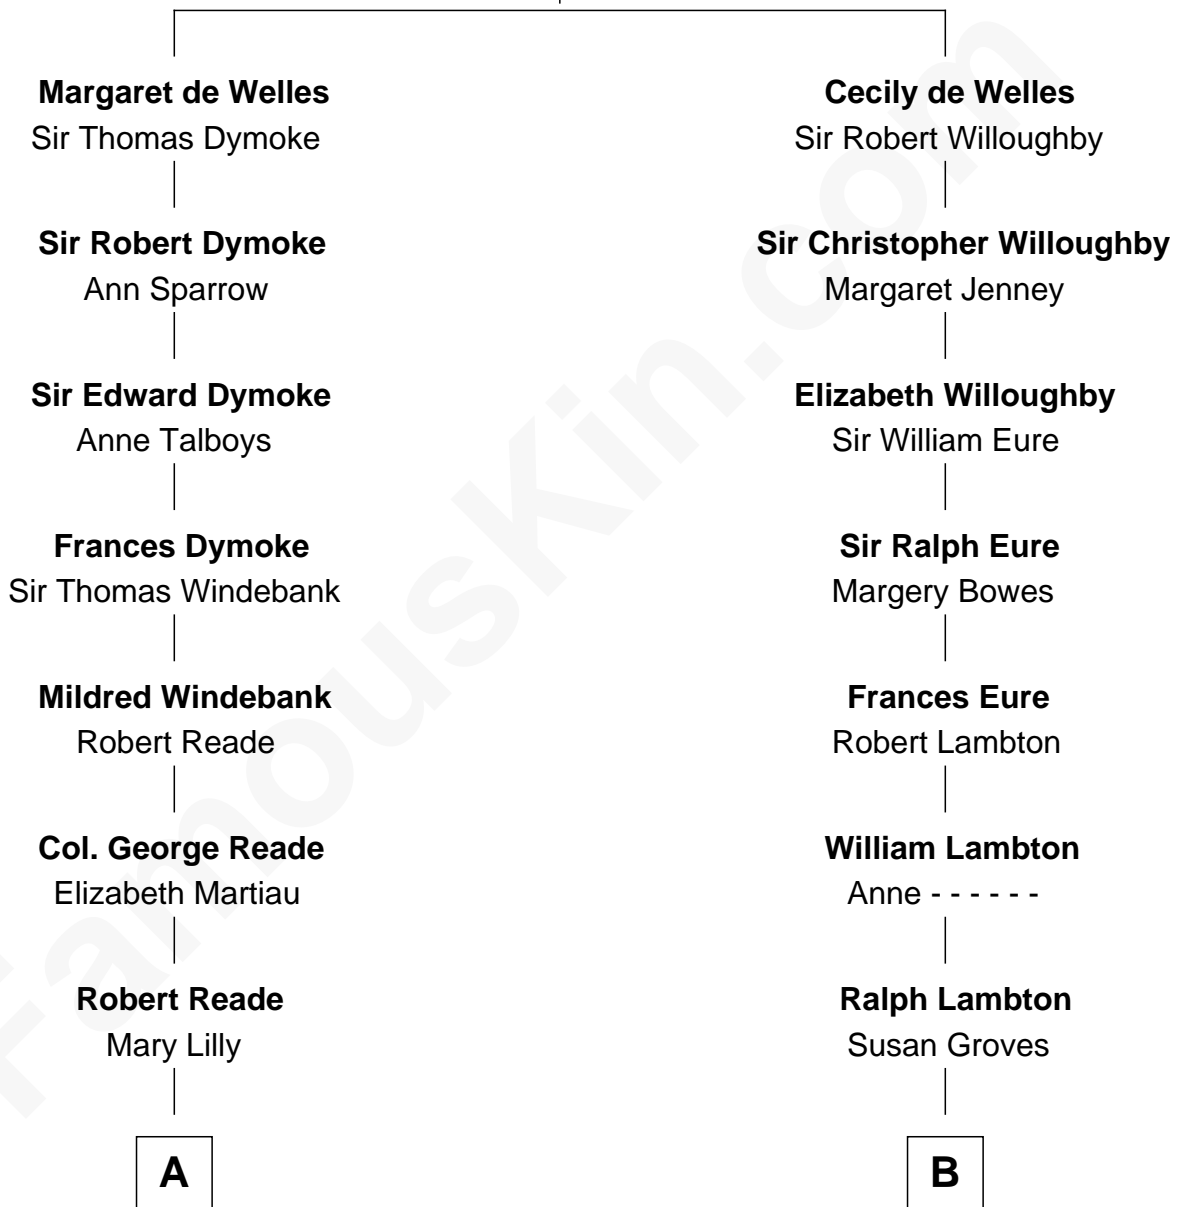 Margaret de Welles
Sir Thomas Dymoke
Sir Robert Dymoke
Ann Sparrow
Sir Edward Dymoke
Anne Talboys
Frances Dymoke
Sir Thomas Windebank
Mildred Windebank
Robert Reade
Col. George Reade
Elizabeth Martiau
Robert Reade
Mary Lilly
A
Cecily de Welles
Sir Robert Willoughby
Sir Christopher Willoughby
Margaret Jenney
Elizabeth Willoughby
Sir William Eure
Sir Ralph Eure
Margery Bowes
Frances Eure
Robert Lambton
William Lambton
Anne - - - - - -
Ralph Lambton
Susan Groves
B
FamousKin.com